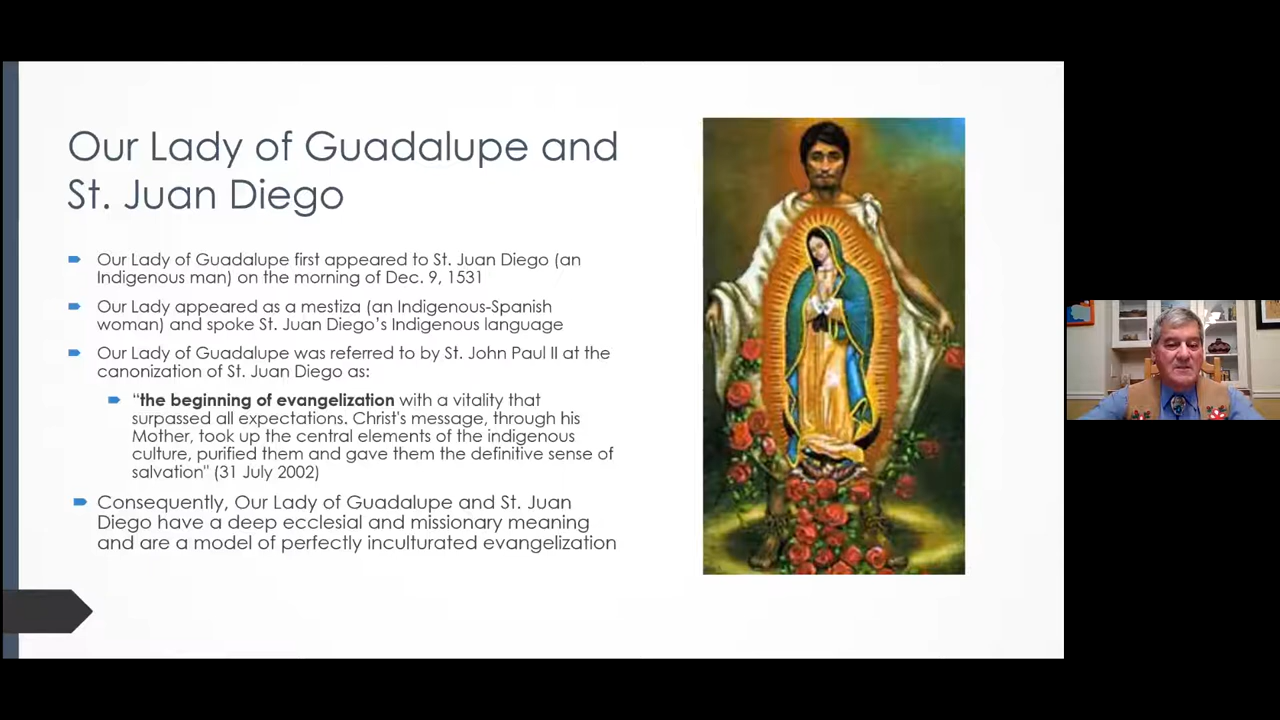 Our Lady of Guadalupe and
St. Juan Diego
Our Lady of Guadalupe first appeared to St. Juan Diego (an
Indigenous man) on the morning of Dec. 9, 1531
Our Lady appeared as a mestiza (an Indigenous-Spanish
woman) and spoke St. Juan Diego’s Indigenous language
Our Lady of Guadalupe was referred to by St. John Paul II at the
canonization of St. Juan Diego as:
“the beginning of evangelization with a vitality that
surpassed all expectations. Christ's message, through his
Mother, took up the central elements of the indigenous
culture, purified them and gave them the definitive sense of
salvation" (31 July 2002)
Consequently, Our Lady of Guadalupe and St. Juan
Diego have a deep ecclesial and missionary meaning
and are a model of perfectly inculturated evangelization